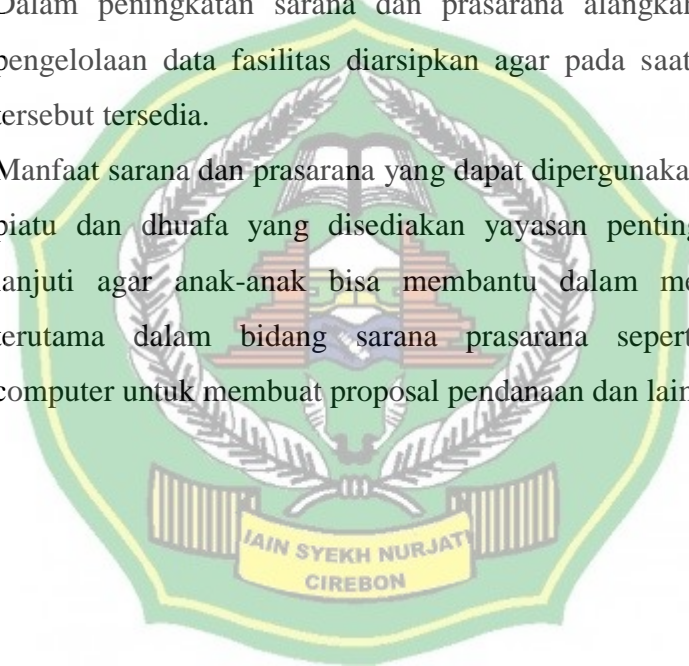 Dalam peningkatan sarana dan prasarana alangkah
pengelolaan data fasilitas diarsipkan agar pada saat
tersebut tersedia.
Manfaat sarana dan prasarana yang dapat dipergunaka
piatu dan dhuafa yang disediakan yayasan penting
lanjuti agar anak-anak bisa membantu dalam me
terutama dalam bidang sarana prasarana sepert
computer untuk membuat proposal pendanaan dan lain
IAIN SYEKH NURJATI
CIREBON